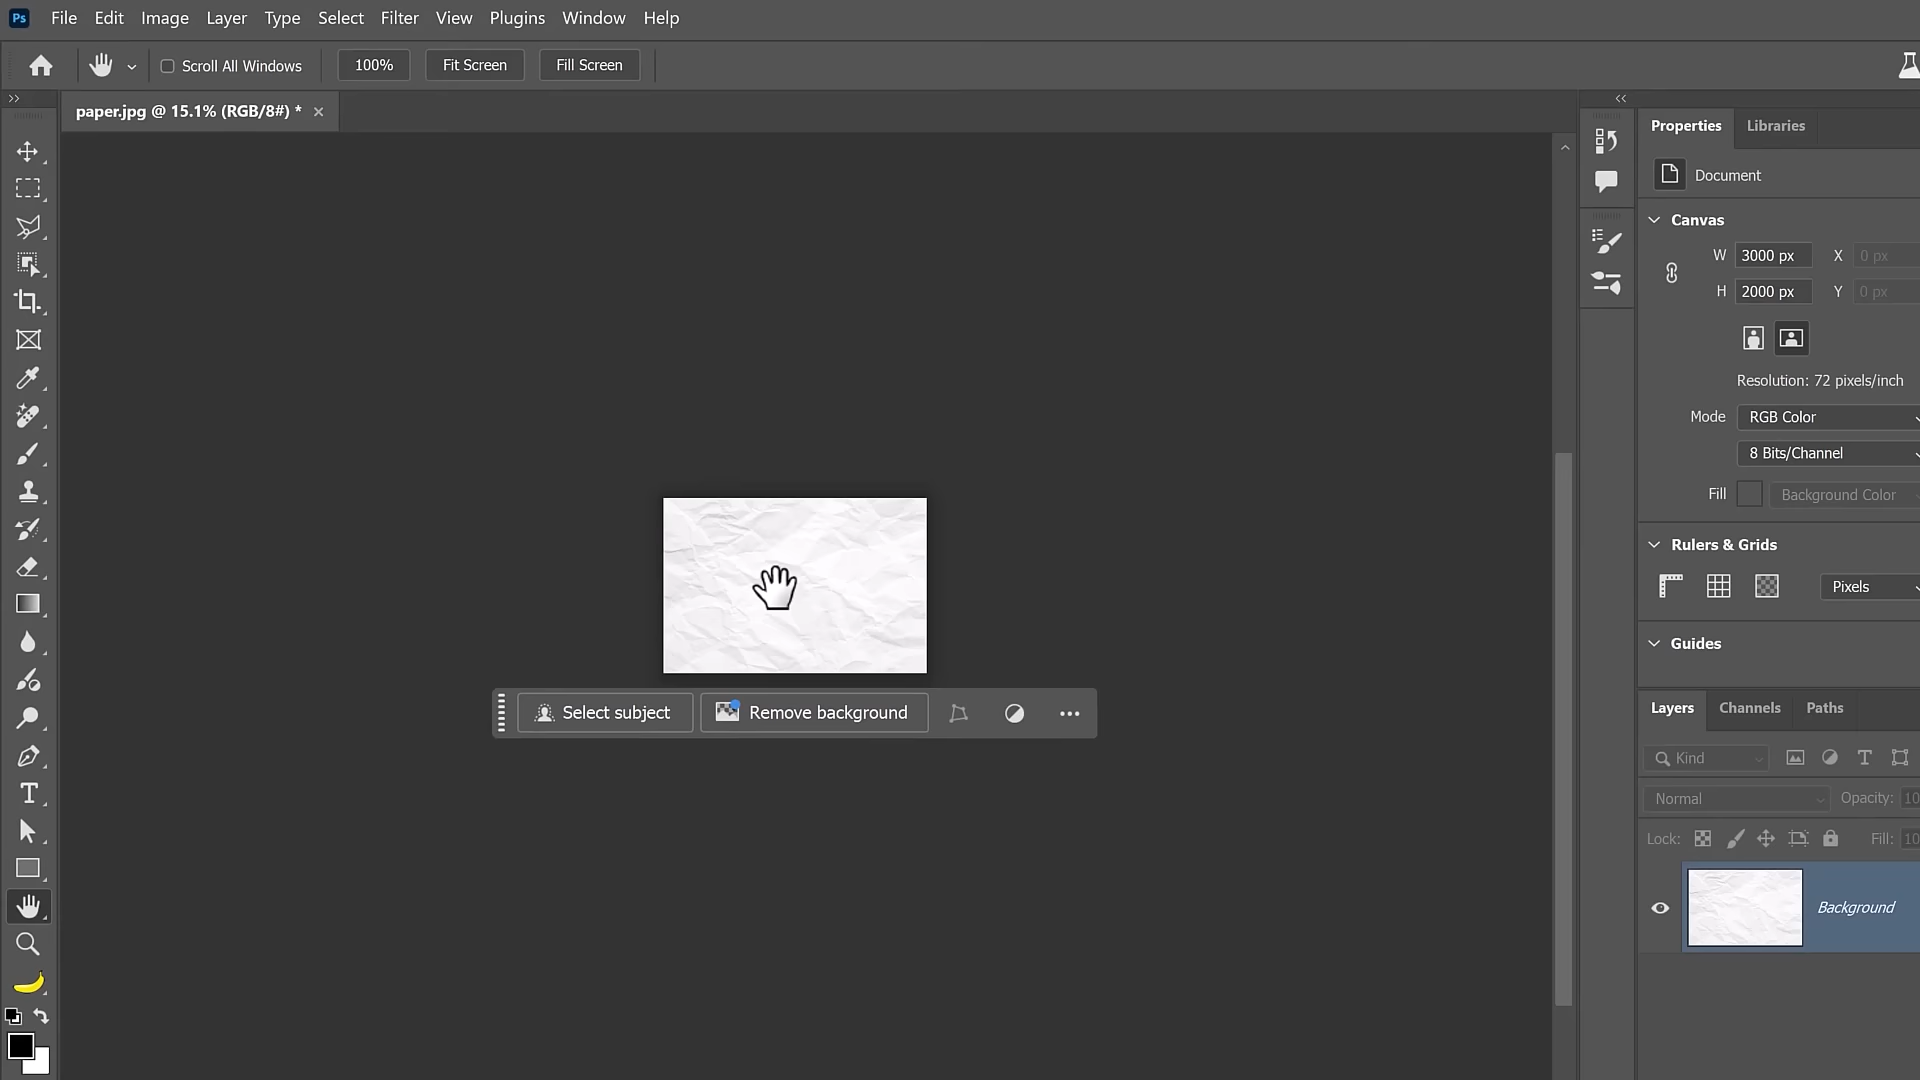 Ps File Edit Image Layer Type Select Filter View Plugins Window Help
Scroll All Windows 100% Fit Screen Fill Screen
paper.jpg @ 15.1% (RGB/8#) *
Properties Libraries
Document
Canvas
W 3000 px X 0 px
H 2000 px Y 0 px
Resolution: 72 pixels/inch
Mode RGB Color
8 Bits/Channel
Fill Background Color
Rulers & Grids
Pixels
Guides
Select subject Remove background
Layers Channels Paths
Kind
Normal Opacity: 10
Lock: Fill: 10
Background